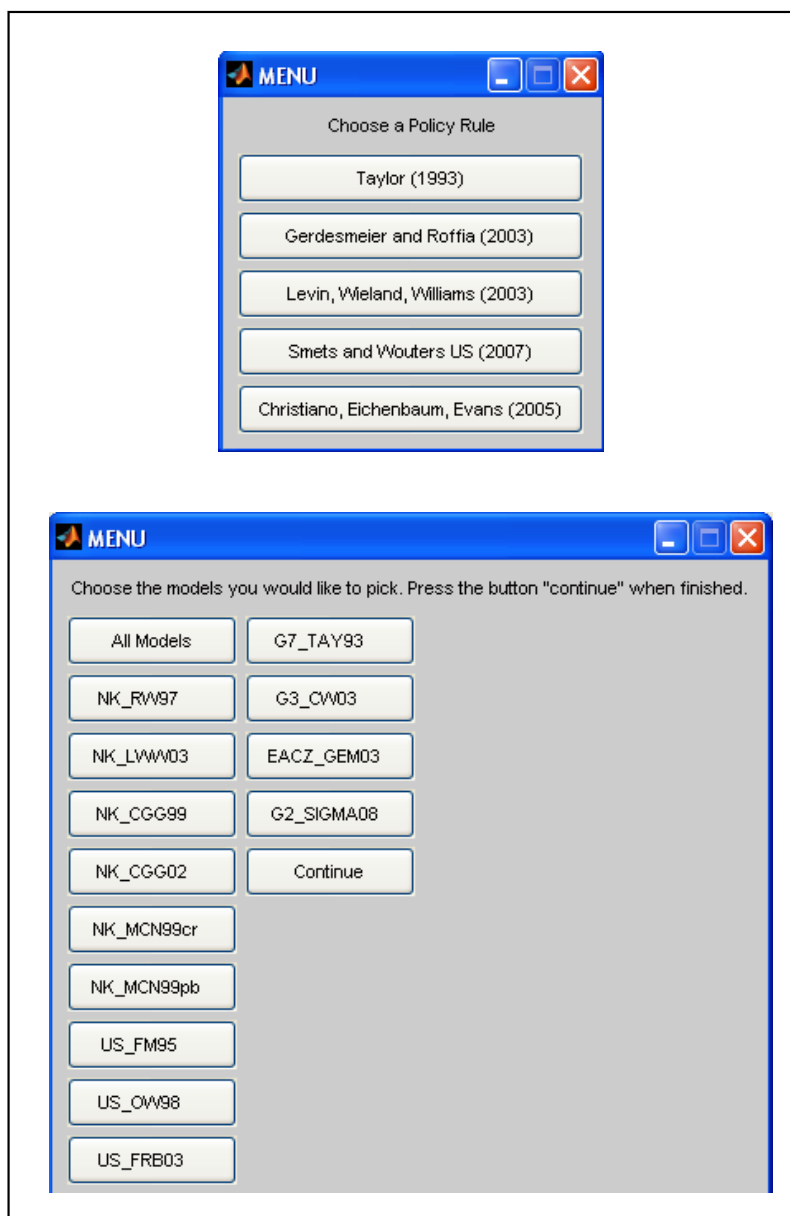 MENU
Choose a Policy Rule
Taylor (1993)
Gerdesmeier and Roffia (2003)
Levin, Wieland, Williams (2003)
Smets and Wouters US (2007)
Christiano, Eichenbaum, Evans (2005)
MENU
Choose the models you would like to pick. Press the button "continue" when finished.
All Models
NK_RW97
NK_LWW03
NK_CGG99
NK_CGG02
NK_MCN99cr
NK_MCN99pb
US_FM95
US_OW98
US_FRB03
G7_TAY93
G3_CW03
EACZ_GEM03
G2_SIGMA08
Continue